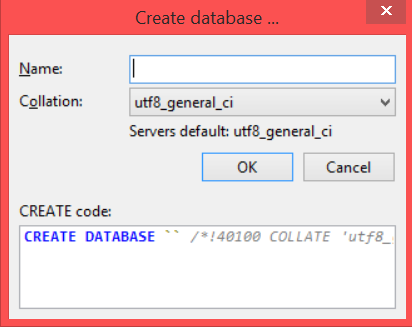 Create database ...
Name:
Collation:
utf8_general_ci
Servers default: utf8_general_ci
OK
Cancel
CREATE code:
CREATE DATABASE `` /*!40100 COLLATE 'utf8_